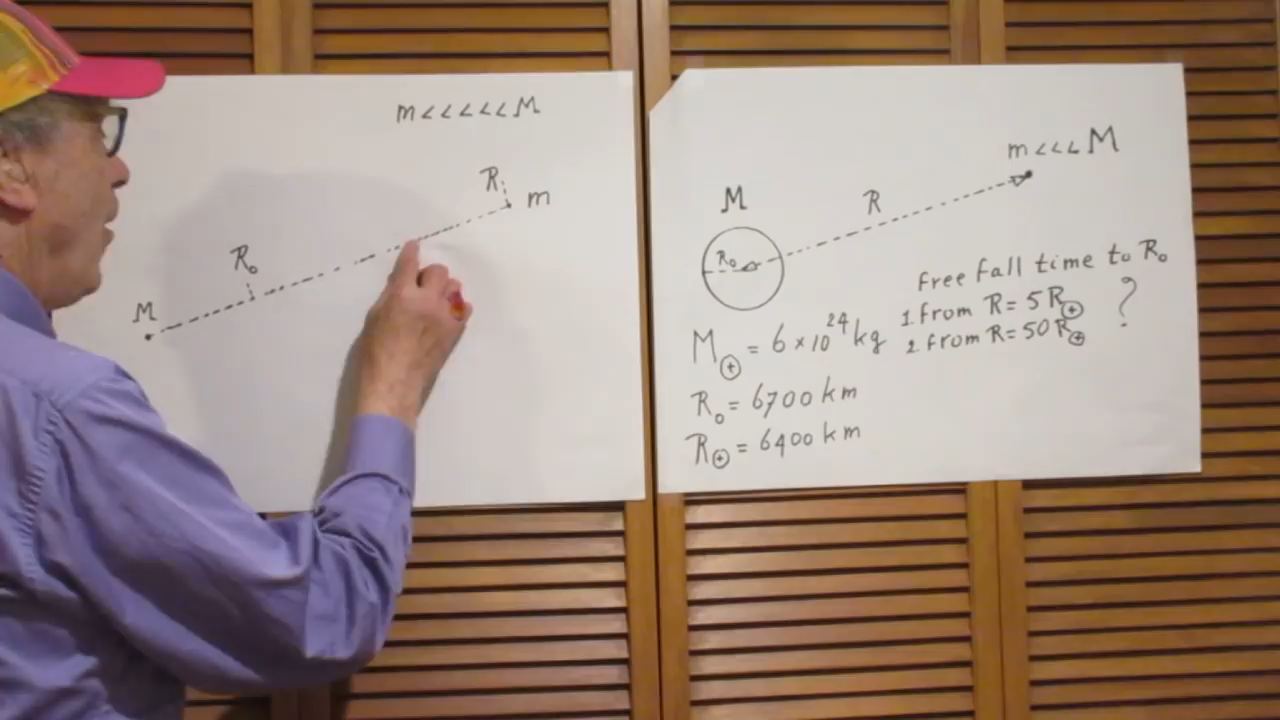 m<<<<<M
R
m
R₀
M
m<<<M
M
R
R₀
Free fall time to R₀
1. from R = 5 R⊕
?
2. from R = 50 R⊕
M⊕ = 6 × 10²⁴ kg
R₀ = 6700 km
R⊕ = 6400 km